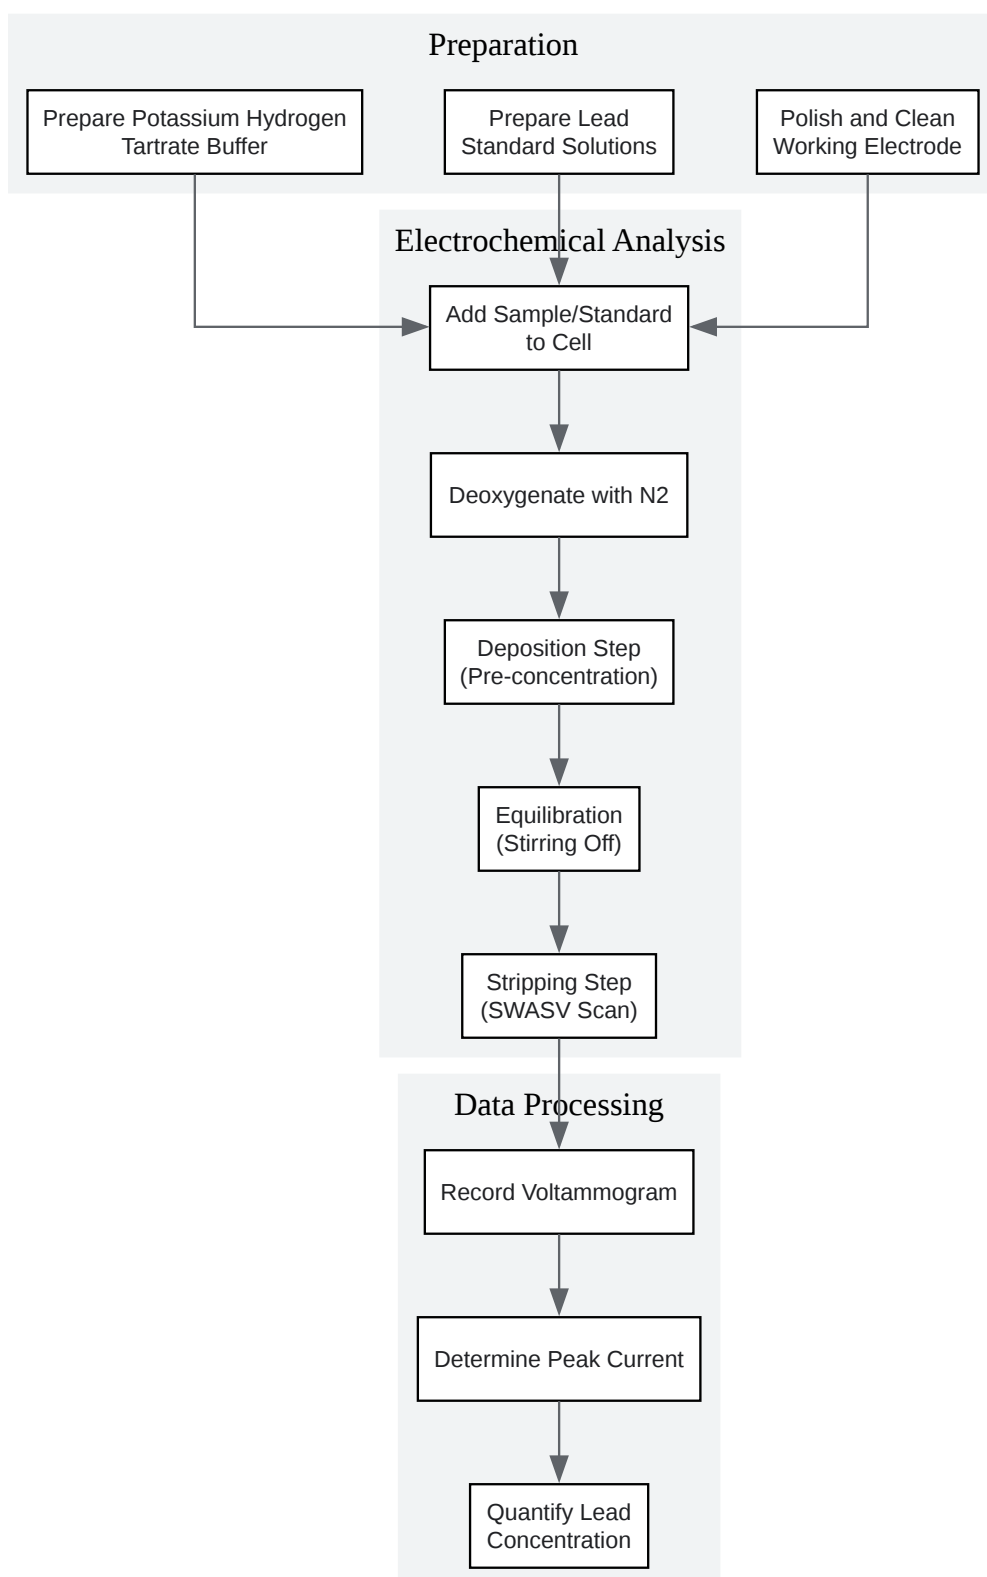 Preparation
Prepare Potassium Hydrogen
Tartrate Buffer
Prepare Lead
Standard Solutions
Polish and Clean
Working Electrode
Electrochemical Analysis
Add Sample/Standard
to Cell
Deoxygenate with N2
Deposition Step
(Pre-concentration)
Equilibration
(Stirring Off)
Stripping Step
(SWASV Scan)
Data Processing
Record Voltammogram
Determine Peak Current
Quantify Lead
Concentration